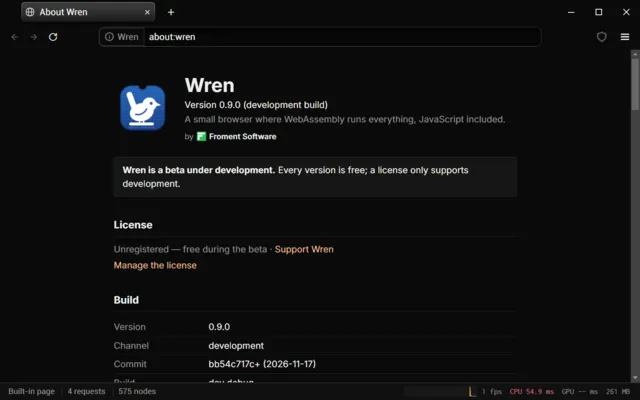 About Wren
Wren about:wren
Wren
Version 0.9.0 (development build)
A small browser where WebAssembly runs everything, JavaScript included.
by Froment Software
Wren is a beta under development. Every version is free; a license only supports
development.
License
Unregistered — free during the beta · Support Wren
Manage the license
Build
Version 0.9.0
Channel development
Commit bb54c717c+ (2026-11-17)
Build dev debug
Built-in page 4 requests 575 nodes 1 fps CPU 54.9 ms GPU -- ms 261 MB